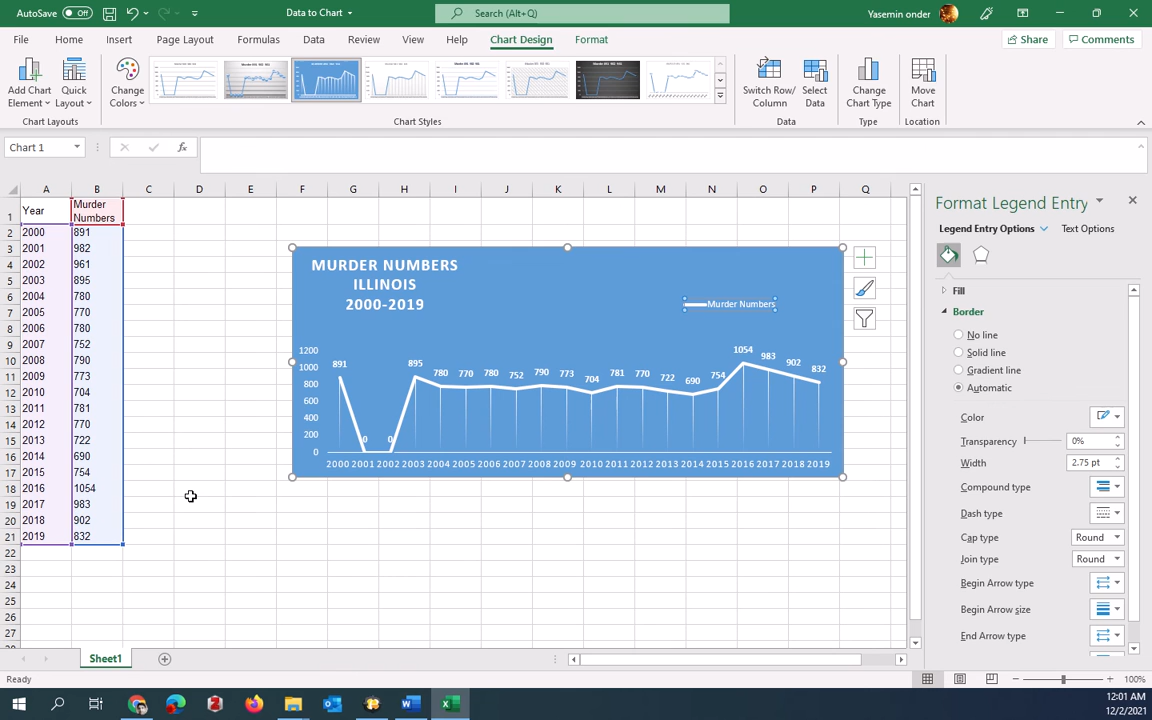 AutoSave Off Data to Chart Search (Alt+Q) Yasemin onder
File Home Insert Page Layout Formulas Data Review View Help Chart Design Format Share Comments
Add Chart Element Quick Layout Change Colors Switch Row/ Column Select Data Change Chart Type Move Chart
Chart Layouts Chart Styles Data Type Location
Chart 1 fx
A B C D E F G H I J K L M N O P Q
1 Year Murder Numbers
2 2000 891
3 2001 982
4 2002 961
5 2003 895
6 2004 780
7 2005 770
8 2006 780
9 2007 752
10 2008 790
11 2009 773
12 2010 704
13 2011 781
14 2012 770
15 2013 722
16 2014 690
17 2015 754
18 2016 1054
19 2017 983
20 2018 902
21 2019 832
22
23
24
25
26
27
MURDER NUMBERS
ILLINOIS
2000-2019
Murder Numbers
1200
1000
800
600
400
200
0
891 0 0 895 780 770 780 752 790 773 704 781 770 722 690 754 1054 983 902 832
2000 2001 2002 2003 2004 2005 2006 2007 2008 2009 2010 2011 2012 2013 2014 2015 2016 2017 2018 2019
Format Legend Entry
Legend Entry Options Text Options
Fill
Border
No line
Solid line
Gradient line
Automatic
Color
Transparency 0%
Width 2.75 pt
Compound type
Dash type
Cap type Round
Join type Round
Begin Arrow type
Begin Arrow size
End Arrow type
Sheet1
Ready 100%
12:01 AM
12/2/2021